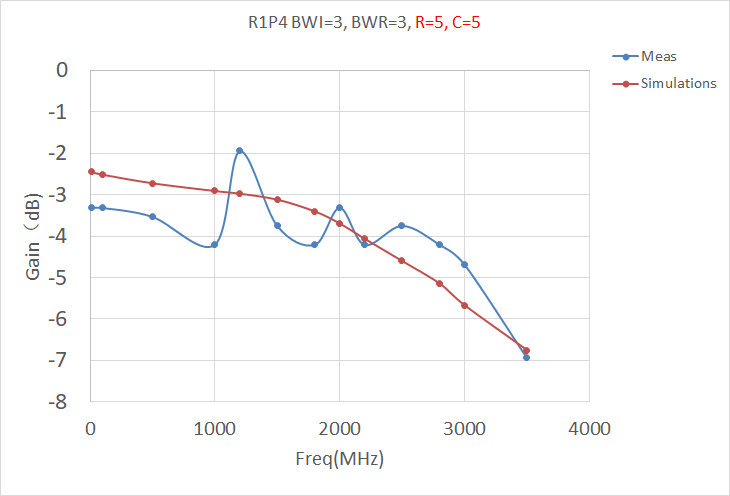 R1P4 BWI=3, BWR=3, R=5, C=5
Meas
Simulations
0
-1
-2
-3
-4
-5
-6
-7
-8
Gain（dB)
0 1000 2000 3000 4000
Freq(MHz)